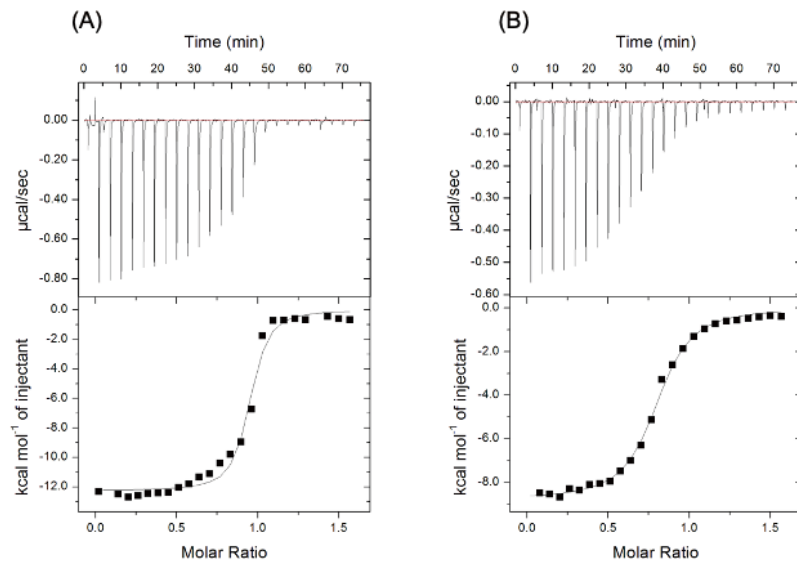 (A)
Time (min)
0 10 20 30 40 50 60 70
0.00
-0.20
-0.40
-0.60
-0.80
µcal/sec
0.0
-2.0
-4.0
-6.0
-8.0
-10.0
-12.0
kcal mol⁻¹ of injectant
0.0 0.5 1.0 1.5
Molar Ratio
(B)
Time (min)
0 10 20 30 40 50 60 70
0.00
-0.10
-0.20
-0.30
-0.40
-0.50
-0.60
µcal/sec
0.0
-2.0
-4.0
-6.0
-8.0
kcal mol⁻¹ of injectant
0.0 0.5 1.0 1.5
Molar Ratio